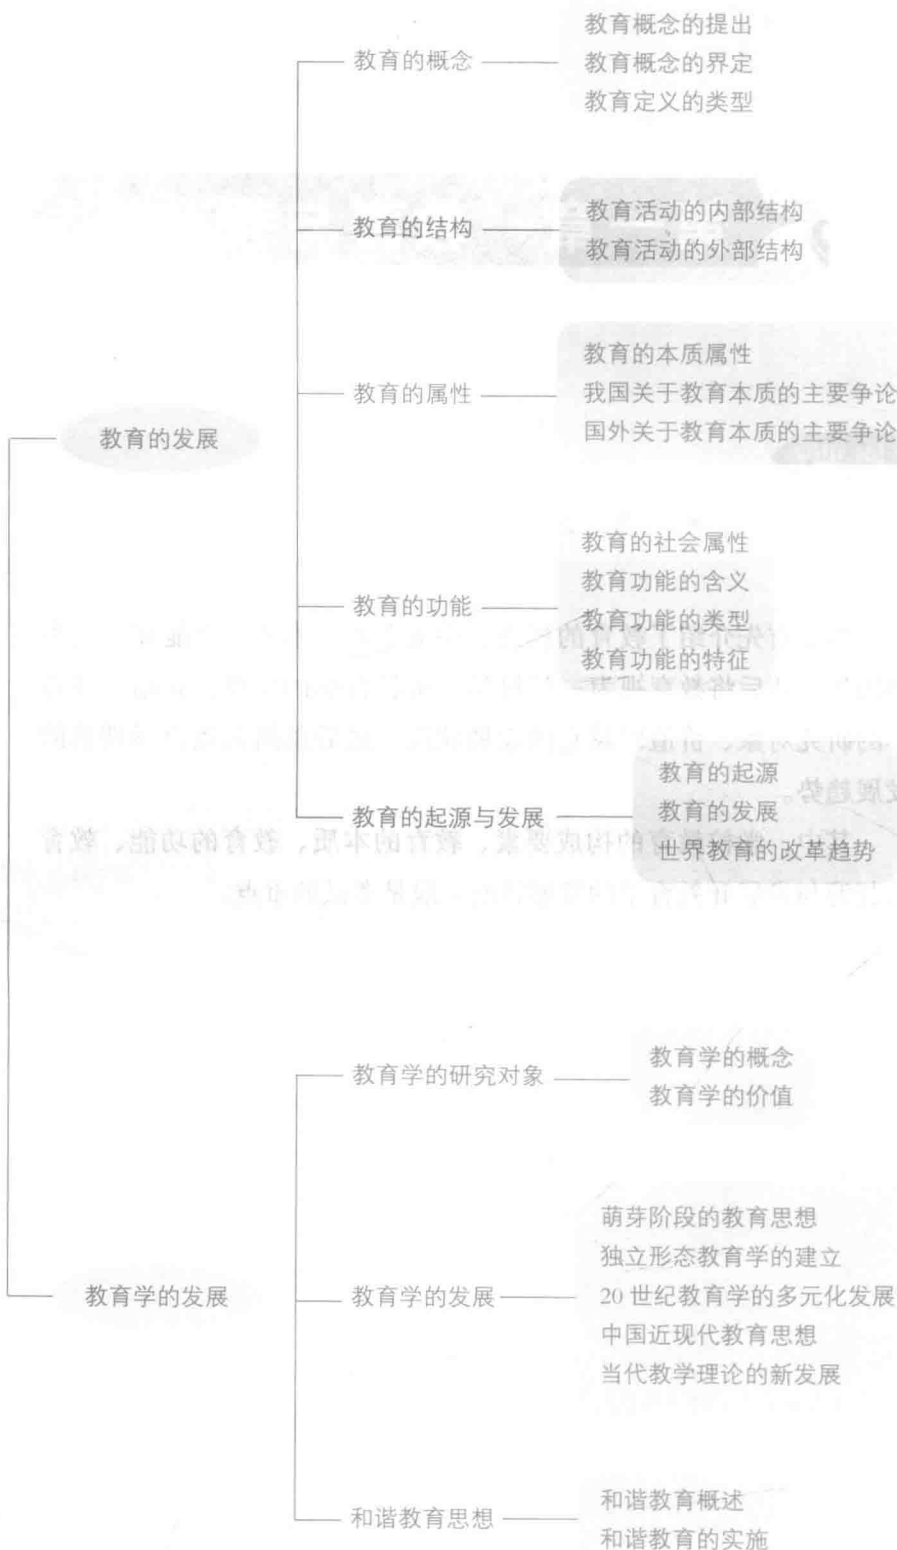 教育的发展
教育的概念
教育概念的提出
教育概念的界定
教育定义的类型
教育的结构
教育活动的内部结构
教育活动的外部结构
教育的属性
教育的本质属性
我国关于教育本质的主要争论
国外关于教育本质的主要争论
教育的功能
教育的社会属性
教育功能的含义
教育功能的类型
教育功能的特征
教育的起源与发展
教育的起源
教育的发展
世界教育的改革趋势
教育学的发展
教育学的研究对象
教育学的概念
教育学的价值
教育学的发展
萌芽阶段的教育思想
独立形态教育学的建立
20世纪教育学的多元化发展
中国近现代教育思想
当代教学理论的新发展
和谐教育思想
和谐教育概述
和谐教育的实施